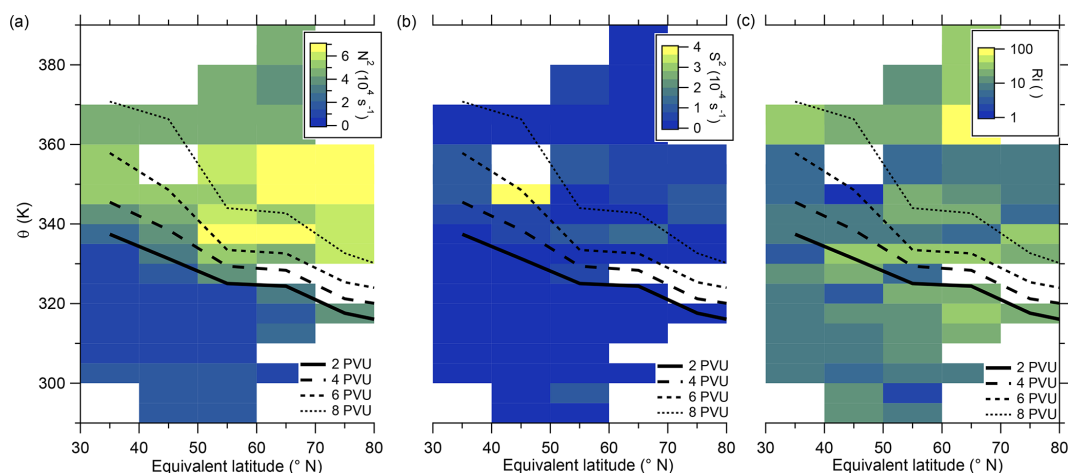 (a)
380
360
340
320
300
θ (K)
30 40 50 60 70 80
Equivalent latitude (° N)
6
4
2
0
N² (10⁻⁴ s⁻¹)
2 PVU
4 PVU
6 PVU
8 PVU
(b)
30 40 50 60 70 80
Equivalent latitude (° N)
4
3
2
1
0
S² (10⁻⁴ s⁻¹)
2 PVU
4 PVU
6 PVU
8 PVU
(c)
30 40 50 60 70 80
Equivalent latitude (° N)
100
10
1
Ri ( )
2 PVU
4 PVU
6 PVU
8 PVU